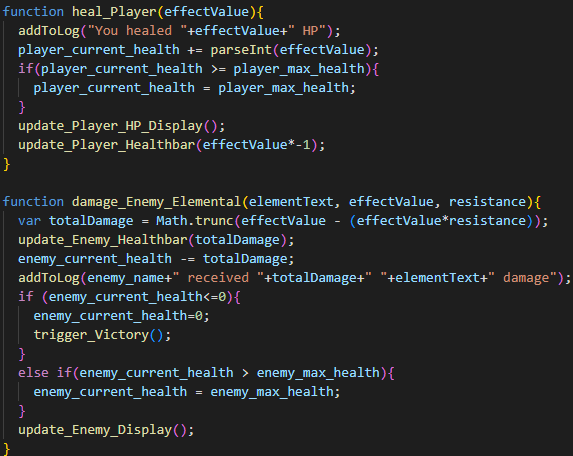 function heal_Player(effectValue){
  addToLog("You healed "+effectValue+" HP");
  player_current_health += parseInt(effectValue);
  if(player_current_health >= player_max_health){
    player_current_health = player_max_health;
  }
  update_Player_HP_Display();
  update_Player_Healthbar(effectValue*-1);
}

function damage_Enemy_Elemental(elementText, effectValue, resistance){
  var totalDamage = Math.trunc(effectValue - (effectValue*resistance));
  update_Enemy_Healthbar(totalDamage);
  enemy_current_health -= totalDamage;
  addToLog(enemy_name+" received "+totalDamage+" "+elementText+" damage");
  if (enemy_current_health<=0){
    enemy_current_health=0;
    trigger_Victory();
  }
  else if(enemy_current_health > enemy_max_health){
    enemy_current_health = enemy_max_health;
  }
  update_Enemy_Display();
}